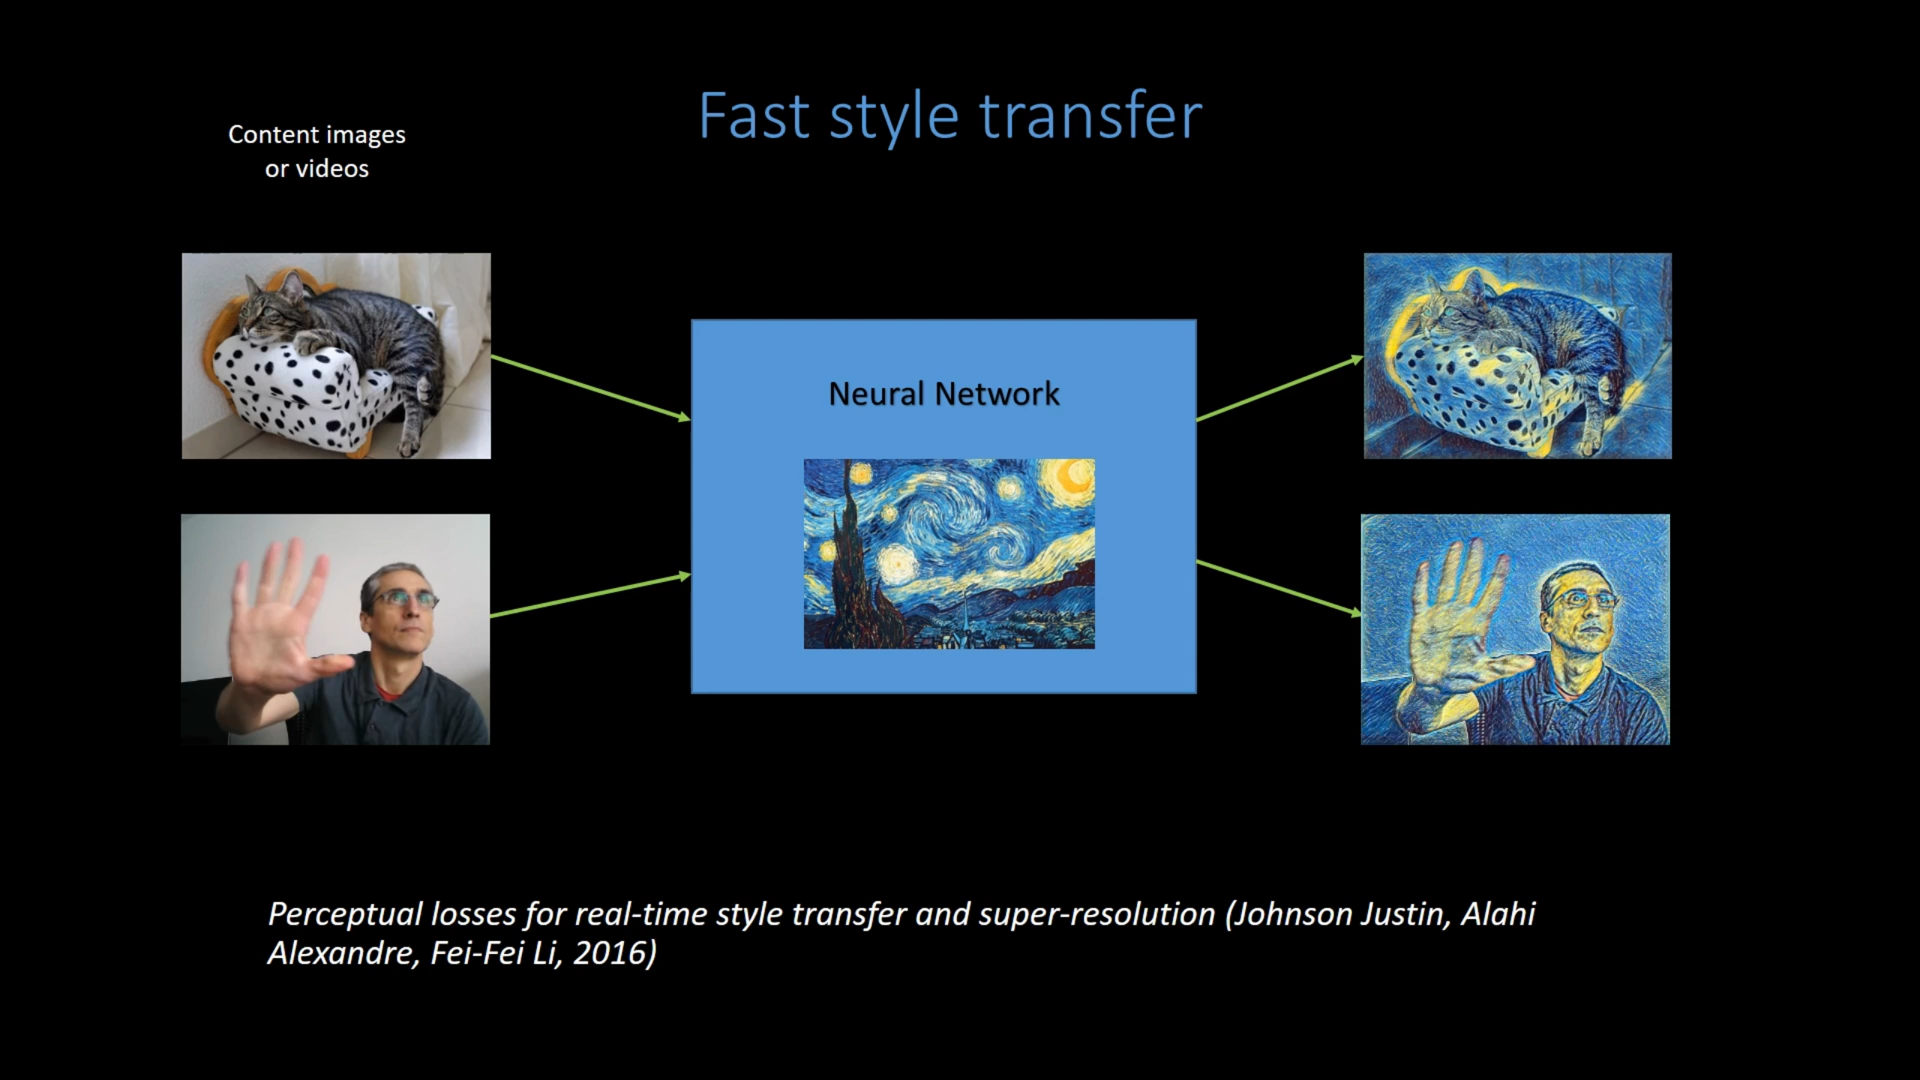 Fast style transfer
Content images
or videos
Neural Network
Perceptual losses for real-time style transfer and super-resolution (Johnson Justin, Alahi
Alexandre, Fei-Fei Li, 2016)